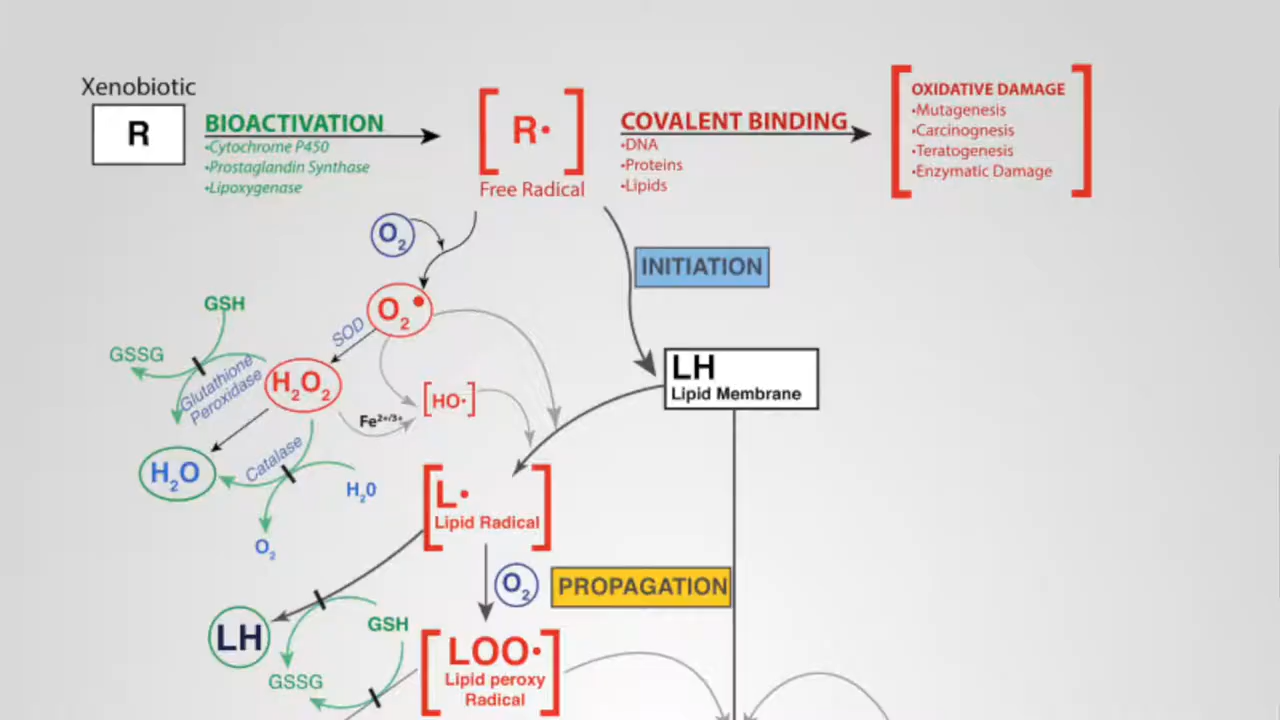 Xenobiotic
R
BIOACTIVATION
•Cytochrome P450
•Prostaglandin Synthase
•Lipoxygenase
R•
Free Radical
COVALENT BINDING
•DNA
•Proteins
•Lipids
OXIDATIVE DAMAGE
•Mutagenesis
•Carcinognesis
•Teratogenesis
•Enzymatic Damage
O2
INITIATION
O2•
SOD
GSH
GSSG
Glutathione
Peroxidase
H2O2
[HO•]
Fe2+/3+
LH
Lipid Membrane
H2O
Catalase
H20
O2
L•
Lipid Radical
O2
PROPAGATION
LH
GSH
GSSG
LOO•
Lipid peroxy
Radical